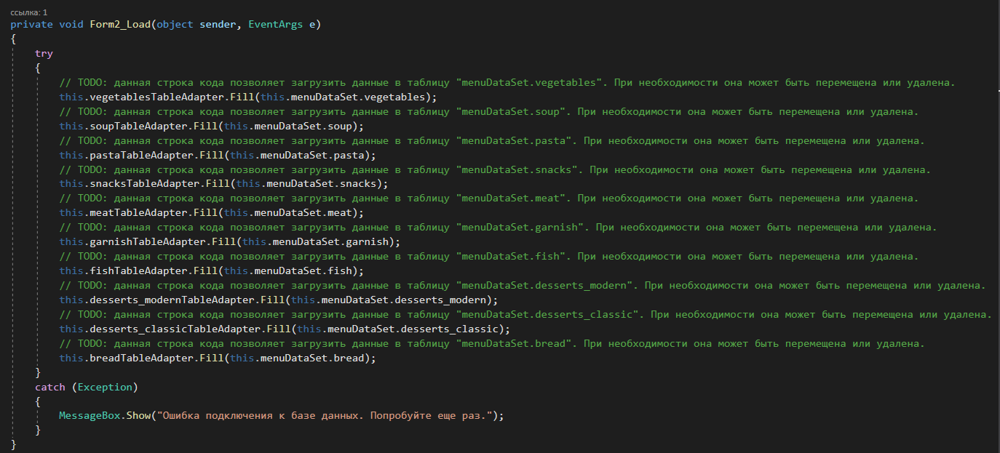 ссылка: 1
private void Form2_Load(object sender, EventArgs e)
{
try
{
// TODO: данная строка кода позволяет загрузить данные в таблицу "menuDataSet.vegetables". При необходимости она может быть перемещена или удалена.
this.vegetablesTableAdapter.Fill(this.menuDataSet.vegetables);
// TODO: данная строка кода позволяет загрузить данные в таблицу "menuDataSet.soup". При необходимости она может быть перемещена или удалена.
this.soupTableAdapter.Fill(this.menuDataSet.soup);
// TODO: данная строка кода позволяет загрузить данные в таблицу "menuDataSet.pasta". При необходимости она может быть перемещена или удалена.
this.pastaTableAdapter.Fill(this.menuDataSet.pasta);
// TODO: данная строка кода позволяет загрузить данные в таблицу "menuDataSet.snacks". При необходимости она может быть перемещена или удалена.
this.snacksTableAdapter.Fill(this.menuDataSet.snacks);
// TODO: данная строка кода позволяет загрузить данные в таблицу "menuDataSet.meat". При необходимости она может быть перемещена или удалена.
this.meatTableAdapter.Fill(this.menuDataSet.meat);
// TODO: данная строка кода позволяет загрузить данные в таблицу "menuDataSet.garnish". При необходимости она может быть перемещена или удалена.
this.garnishTableAdapter.Fill(this.menuDataSet.garnish);
// TODO: данная строка кода позволяет загрузить данные в таблицу "menuDataSet.fish". При необходимости она может быть перемещена или удалена.
this.fishTableAdapter.Fill(this.menuDataSet.fish);
// TODO: данная строка кода позволяет загрузить данные в таблицу "menuDataSet.desserts_modern". При необходимости она может быть перемещена или удалена.
this.desserts_modernTableAdapter.Fill(this.menuDataSet.desserts_modern);
// TODO: данная строка кода позволяет загрузить данные в таблицу "menuDataSet.desserts_classic". При необходимости она может быть перемещена или удалена.
this.desserts_classicTableAdapter.Fill(this.menuDataSet.desserts_classic);
// TODO: данная строка кода позволяет загрузить данные в таблицу "menuDataSet.bread". При необходимости она может быть перемещена или удалена.
this.breadTableAdapter.Fill(this.menuDataSet.bread);
}
catch (Exception)
{
MessageBox.Show("Ошибка подключения к базе данных. Попробуйте еще раз.");
}
}